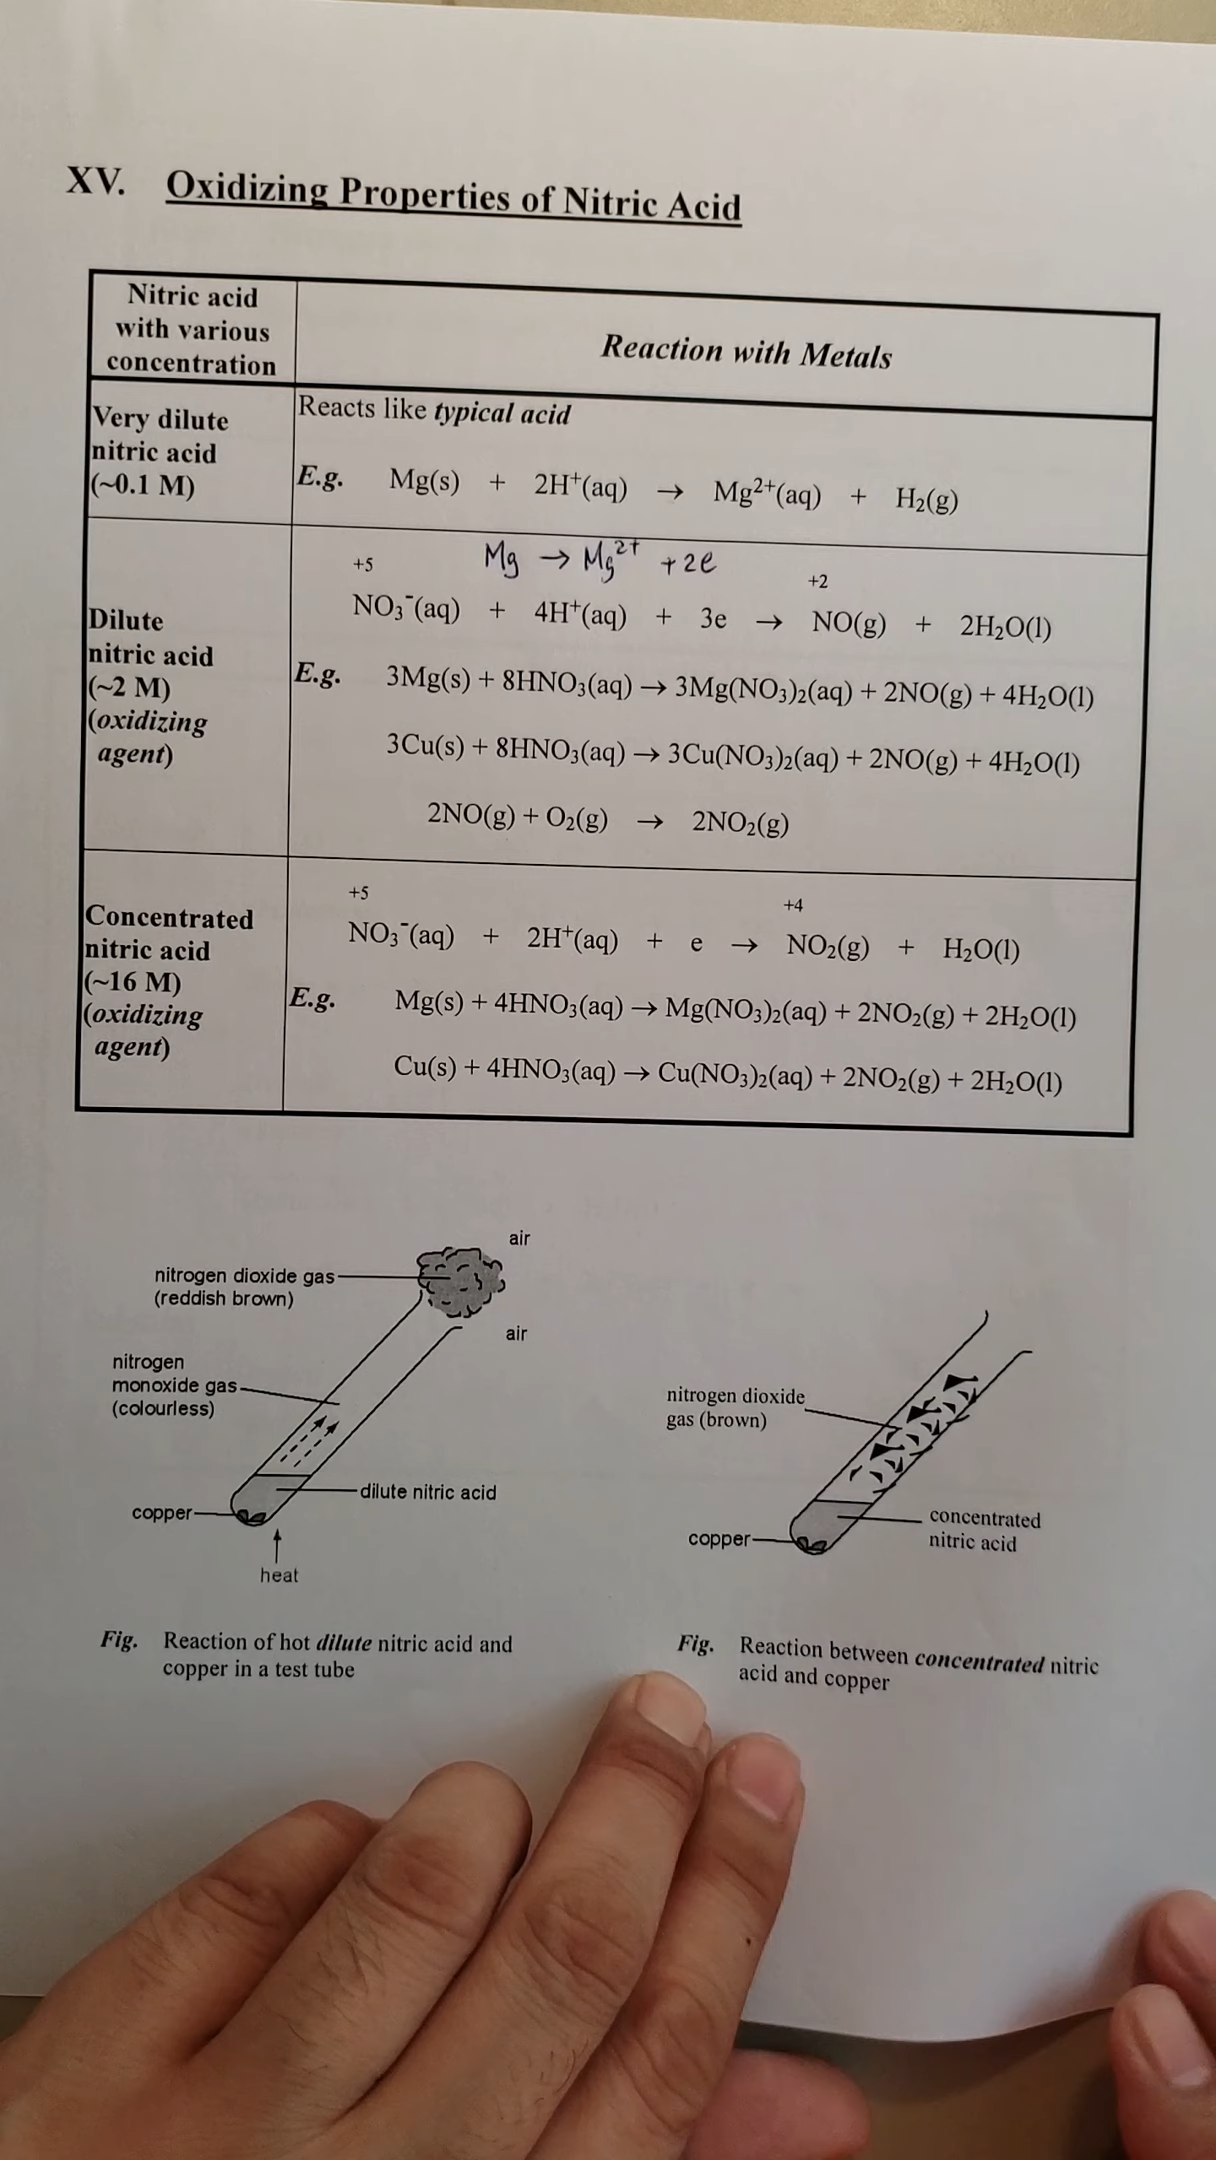 XV. Oxidizing Properties of Nitric Acid
Nitric acid
with various
concentration
Reaction with Metals
Very dilute
nitric acid
(~0.1 M)
Reacts like typical acid
E.g. Mg(s) + 2H⁺(aq) → Mg²⁺(aq) + H₂(g)
Dilute
nitric acid
(~2 M)
(oxidizing
agent)
Mg → Mg²⁺ + 2e
+5 +2
NO₃⁻(aq) + 4H⁺(aq) + 3e → NO(g) + 2H₂O(l)
E.g. 3Mg(s) + 8HNO₃(aq) → 3Mg(NO₃)₂(aq) + 2NO(g) + 4H₂O(l)
3Cu(s) + 8HNO₃(aq) → 3Cu(NO₃)₂(aq) + 2NO(g) + 4H₂O(l)
2NO(g) + O₂(g) → 2NO₂(g)
Concentrated
nitric acid
(~16 M)
(oxidizing
agent)
+5 +4
NO₃⁻(aq) + 2H⁺(aq) + e → NO₂(g) + H₂O(l)
E.g. Mg(s) + 4HNO₃(aq) → Mg(NO₃)₂(aq) + 2NO₂(g) + 2H₂O(l)
Cu(s) + 4HNO₃(aq) → Cu(NO₃)₂(aq) + 2NO₂(g) + 2H₂O(l)
air
nitrogen dioxide gas
(reddish brown)
air
nitrogen
monoxide gas
(colourless)
dilute nitric acid
copper
heat
Fig. Reaction of hot dilute nitric acid and
copper in a test tube
nitrogen dioxide
gas (brown)
concentrated
nitric acid
copper
Fig. Reaction between concentrated nitric
acid and copper